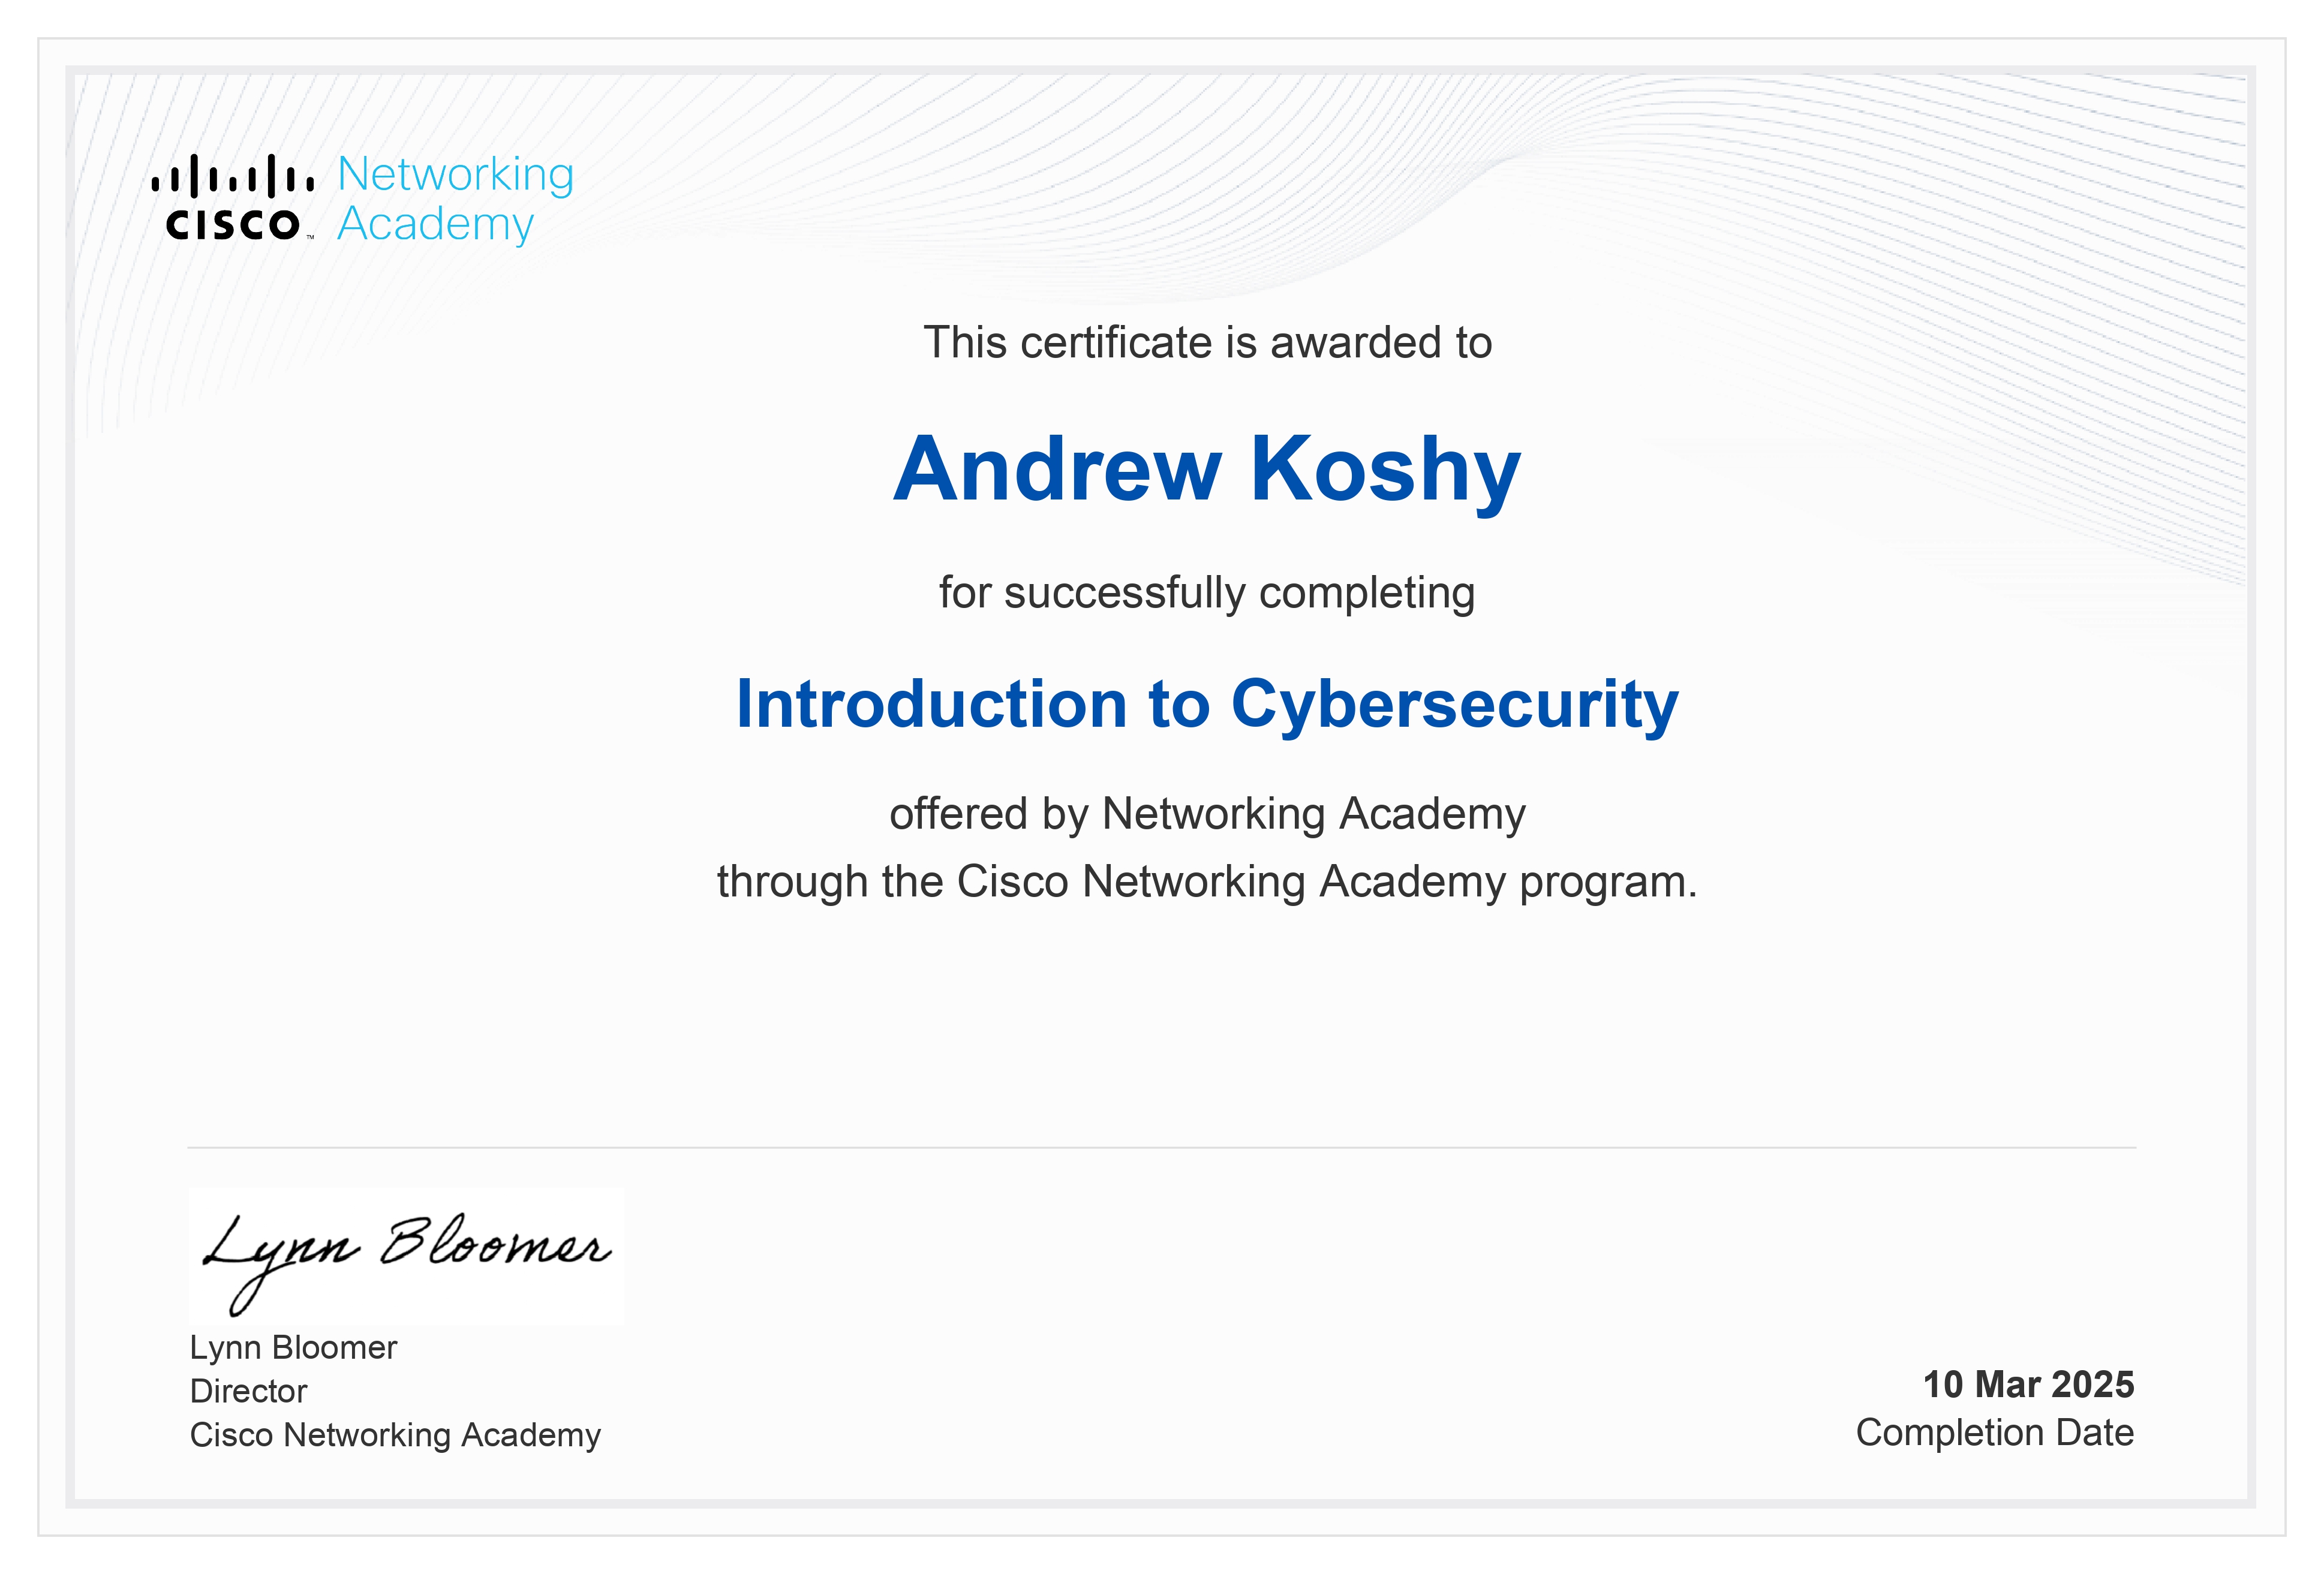 CISCO
Networking
Academy
This certificate is awarded to
Andrew Koshy
for successfully completing
Introduction to Cybersecurity
offered by Networking Academy
through the Cisco Networking Academy program.
Lynn Bloomer
Lynn Bloomer
Director
Cisco Networking Academy
10 Mar 2025
Completion Date